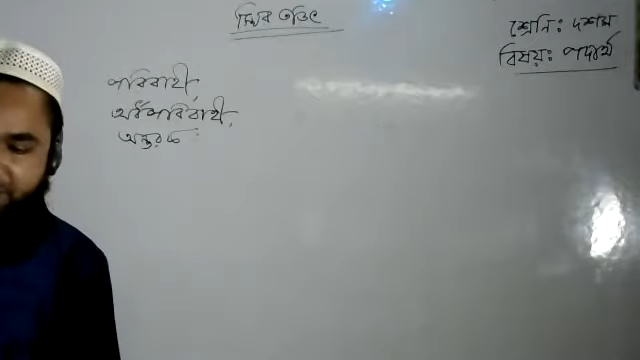 স্থির তড়িৎ
শ্রেনি: দশম
বিষয়: পদার্থ
পরিবাহী,
অর্ধপরিবাহী,
অন্তরক: